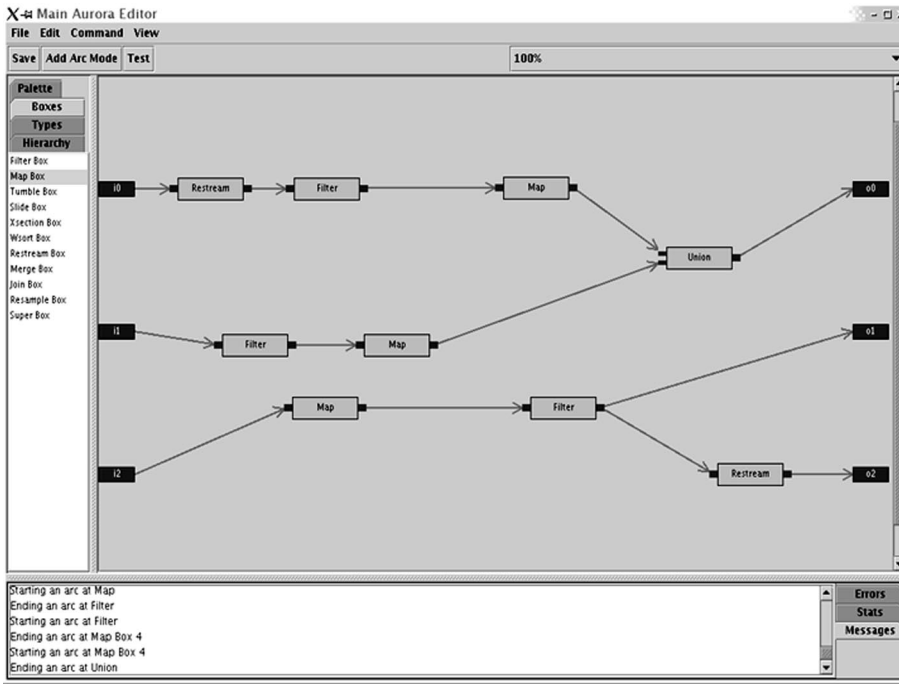 Main Aurora Editor
File Edit Command View
Save Add Arc Mode Test 100%
Palette
Boxes
Types
Hierarchy
Filter Box
Map Box
Tumble Box
Slide Box
Xsection Box
Wsort Box
Restream Box
Merge Box
Join Box
Resample Box
Super Box
i0 Restream Filter Map o0
Union
i1 Filter Map o1
Map Filter
i2 Restream o2
Starting an arc at Map
Ending an arc at Filter
Starting an arc at Filter
Ending an arc at Map Box 4
Starting an arc at Map Box 4
Ending an arc at Union
Errors
Stats
Messages